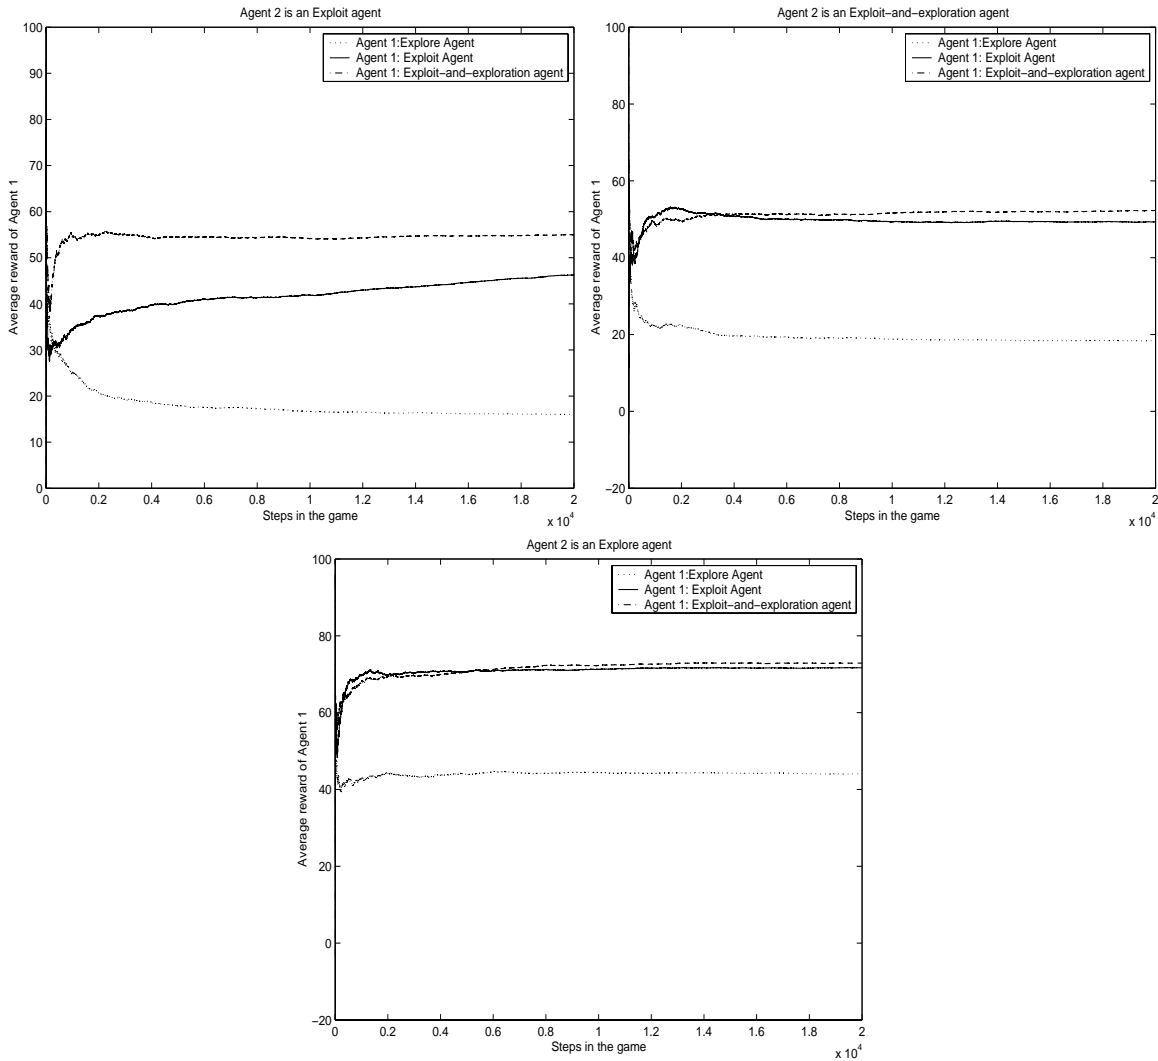 Agent 2 is an Exploit agent
100
90
80
70
60
50
40
30
20
10
0
Average reward of Agent 1
Agent 1:Explore Agent
Agent 1: Exploit Agent
Agent 1: Exploit−and−exploration agent
0 0.2 0.4 0.6 0.8 1 1.2 1.4 1.6 1.8 2
Steps in the game
x 10^4
Agent 2 is an Exploit−and−exploration agent
100
80
60
40
20
0
−20
Average reward of Agent 1
Agent 1:Explore Agent
Agent 1: Exploit Agent
Agent 1: Exploit−and−exploration agent
0 0.2 0.4 0.6 0.8 1 1.2 1.4 1.6 1.8 2
Steps in the game
x 10^4
Agent 2 is an Explore agent
100
80
60
40
20
0
−20
Average reward of Agent 1
Agent 1:Explore Agent
Agent 1: Exploit Agent
Agent 1: Exploit−and−exploration agent
0 0.2 0.4 0.6 0.8 1 1.2 1.4 1.6 1.8 2
Steps in the game
x 10^4